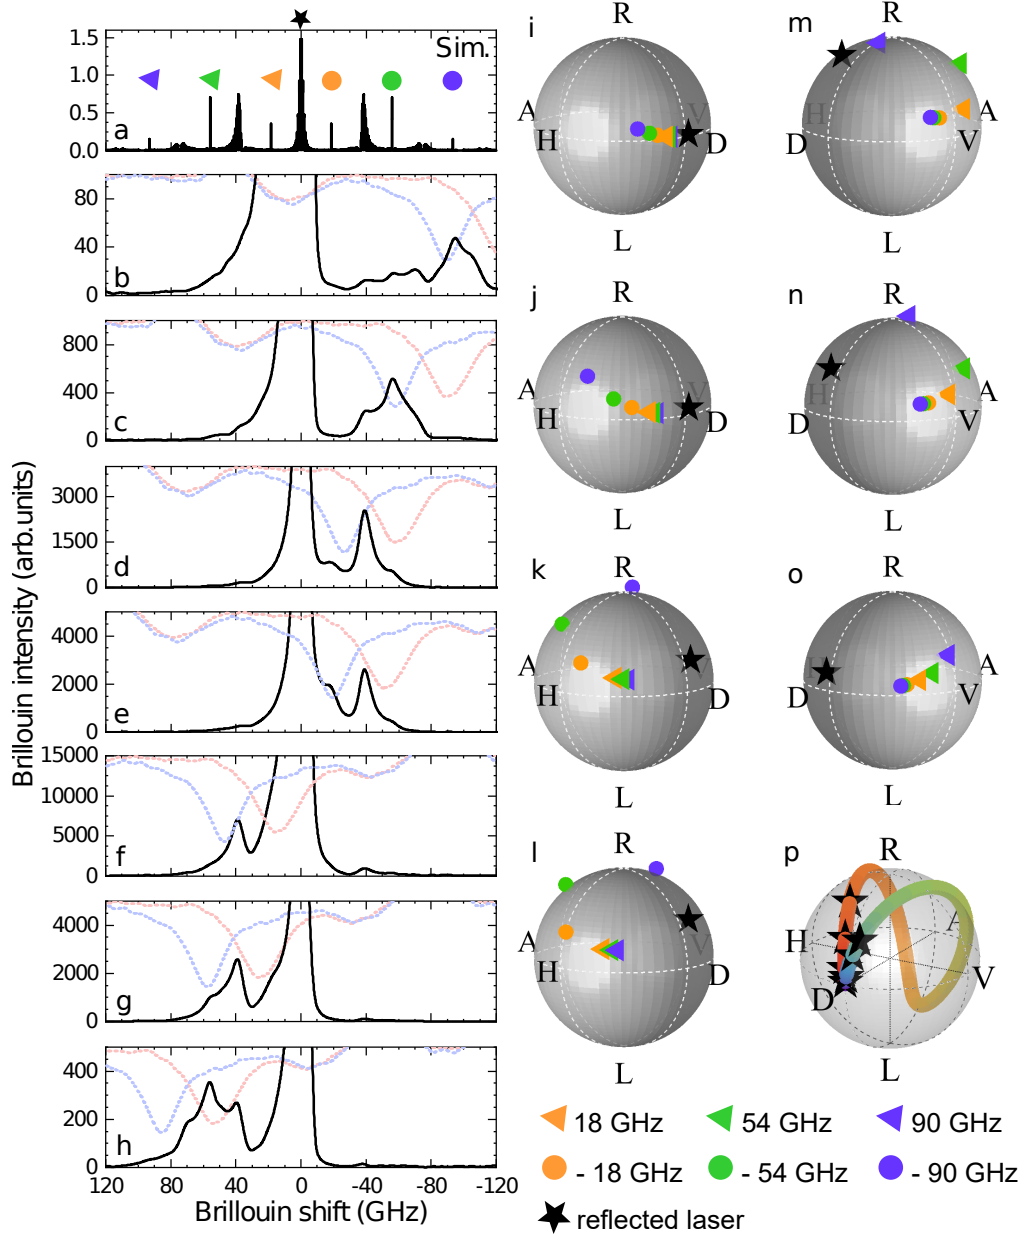 Sim.
1.5
1.0
0.5
0.0
a
80
40
0
b
800
400
0
c
3000
1500
0
d
4000
2000
0
e
15000
10000
5000
0
f
4000
2000
0
g
400
200
0
h
120 80 40 0 -40 -80 -120
Brillouin shift (GHz)
Brillouin intensity (arb.units)
i
R
A
H
V
D
L
j
R
A
H
V
D
L
k
R
A
H
V
D
L
l
R
A
H
V
D
L
m
R
H
A
D
V
L
n
R
H
A
D
V
L
o
R
H
A
D
V
L
p
R
H
A
D
V
L
18 GHz 54 GHz 90 GHz
- 18 GHz - 54 GHz - 90 GHz
reflected laser